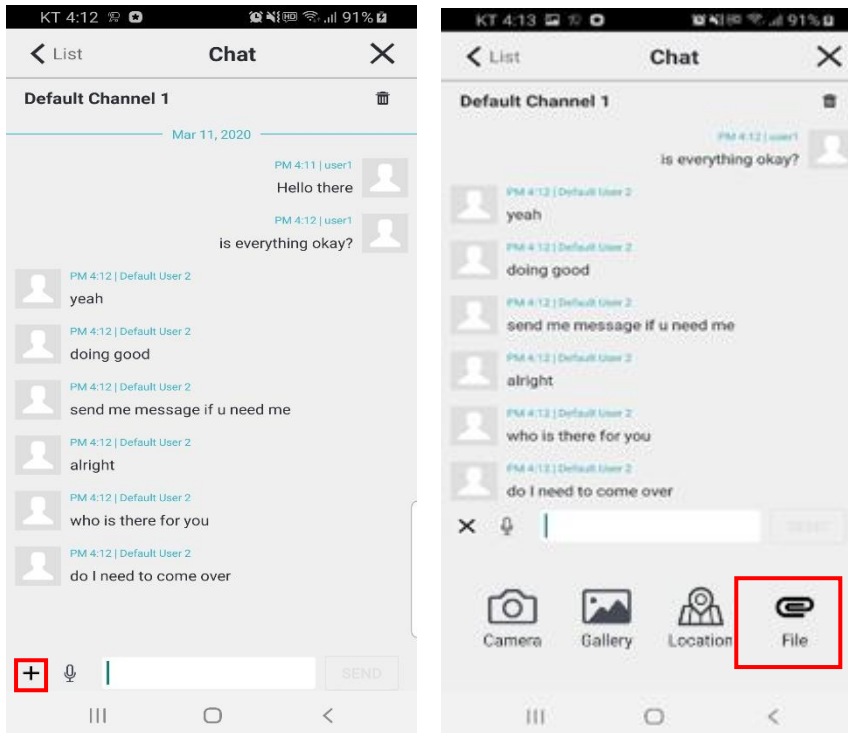 KT 4:12
91%
List
Chat
Default Channel 1
Mar 11, 2020
PM 4:11 | user1
Hello there
PM 4:12 | user1
is everything okay?
PM 4:12 | Default User 2
yeah
PM 4:12 | Default User 2
doing good
PM 4:12 | Default User 2
send me message if u need me
PM 4:12 | Default User 2
alright
PM 4:12 | Default User 2
who is there for you
PM 4:12 | Default User 2
do I need to come over
SEND
KT 4:13
91%
List
Chat
Default Channel 1
PM 4:12 | user1
is everything okay?
PM 4:12 | Default User 2
yeah
PM 4:12 | Default User 2
doing good
PM 4:12 | Default User 2
send me message if u need me
PM 4:12 | Default User 2
alright
PM 4:12 | Default User 2
who is there for you
PM 4:12 | Default User 2
do I need to come over
SEND
Camera
Gallery
Location
File